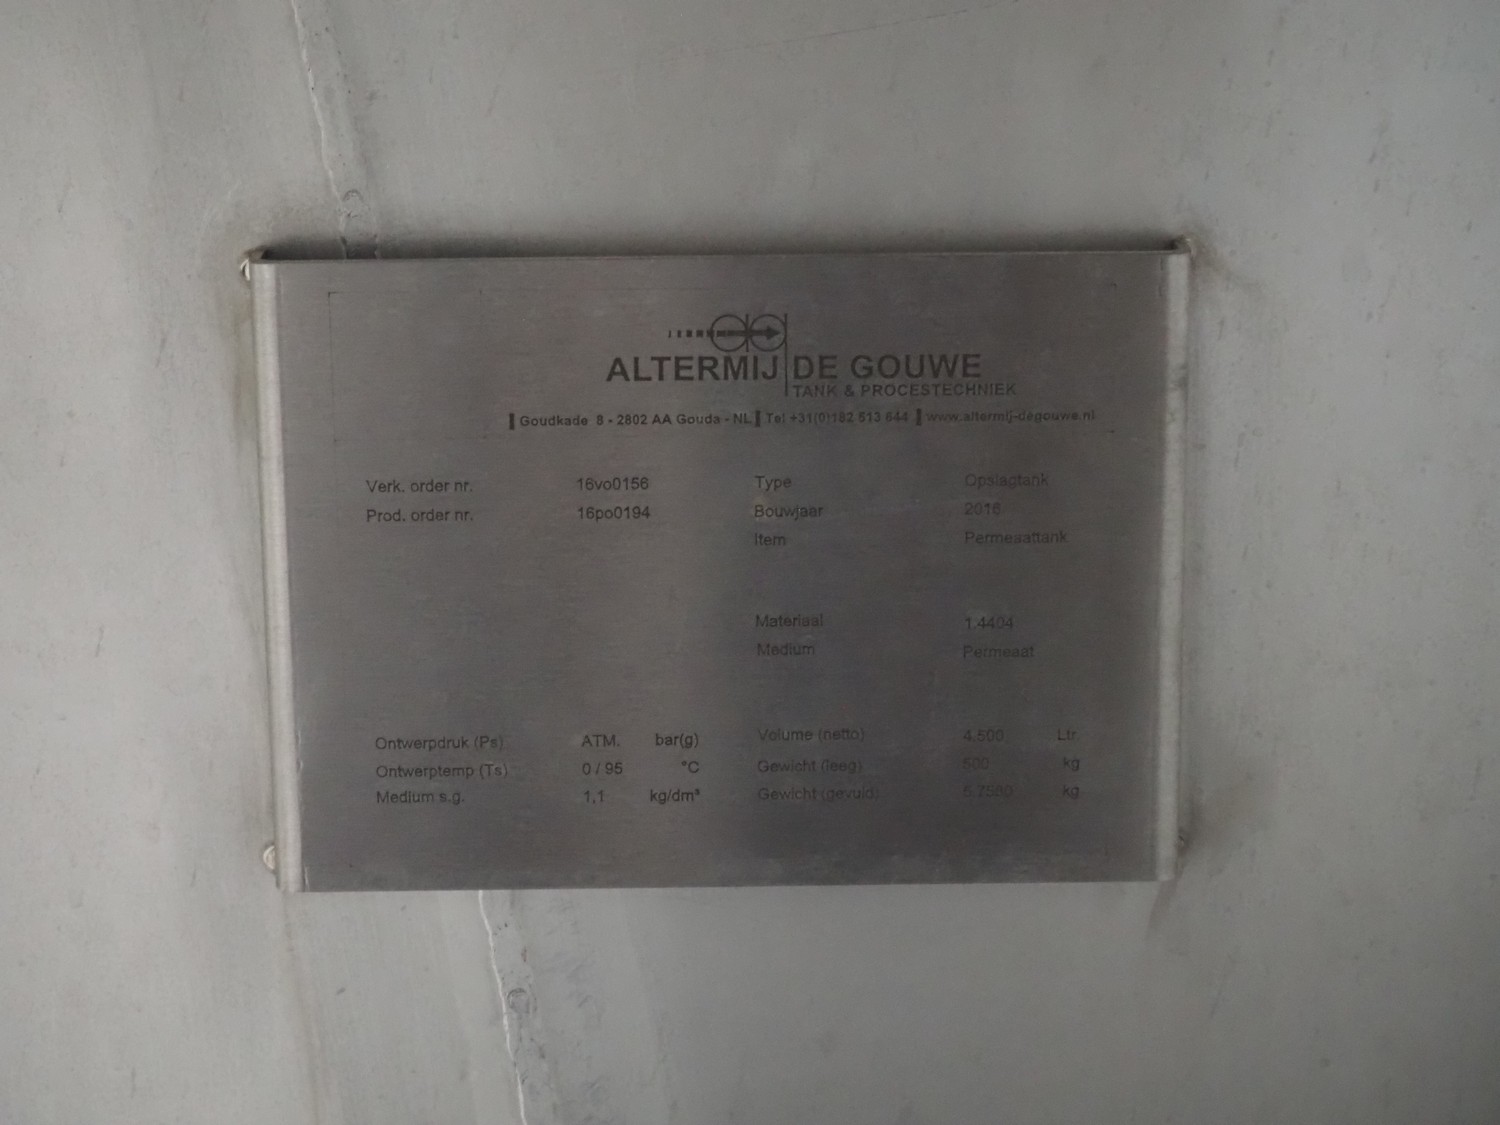 ALTERMIJ DE GOUWE
TANK & PROCESTECHNIEK
Goudkade 8 - 2802 AA Gouda - NL Tel +31(0)182 513 644 www.altermij-degouwe.nl
Verk. order nr. 16vo0156
Prod. order nr. 16po0194
Type Opslagtank
Bouwjaar 2016
Item Permeaattank
Materiaal 1.4404
Medium Permeaat
Ontwerpdruk (Ps) ATM. bar(g)
Ontwerptemp (Ts) 0 / 95 °C
Medium s.g. 1,1 kg/dm³
Volume (netto) 4.500 Ltr.
Gewicht (leeg) 500 kg
Gewicht (gevuld) kg